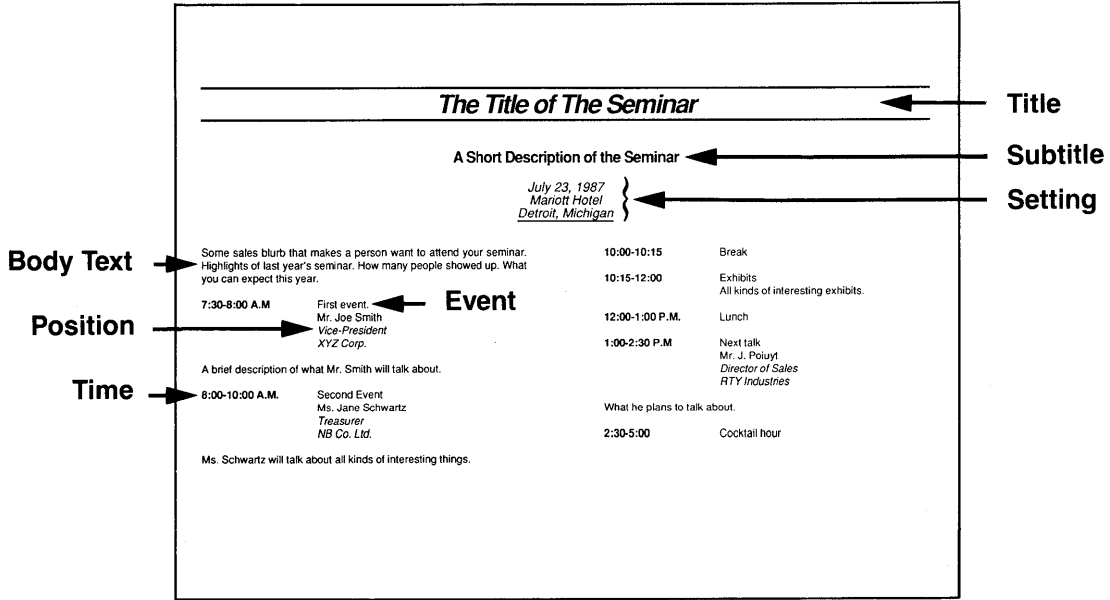 The Title of The Seminar
Title
A Short Description of the Seminar
Subtitle
July 23, 1987
Mariott Hotel
Detroit, Michigan
Setting
Body Text
Some sales blurb that makes a person want to attend your seminar.
Highlights of last year's seminar. How many people showed up. What
you can expect this year.
7:30-8:00 A.M
First event.
Event
Mr. Joe Smith
Position
Vice-President
XYZ Corp.
A brief description of what Mr. Smith will talk about.
Time
8:00-10:00 A.M.
Second Event
Ms. Jane Schwartz
Treasurer
NB Co. Ltd.
Ms. Schwartz will talk about all kinds of interesting things.
10:00-10:15
Break
10:15-12:00
Exhibits
All kinds of interesting exhibits.
12:00-1:00 P.M.
Lunch
1:00-2:30 P.M
Next talk
Mr. J. Poiuyt
Director of Sales
RTY Industries
What he plans to talk about.
2:30-5:00
Cocktail hour